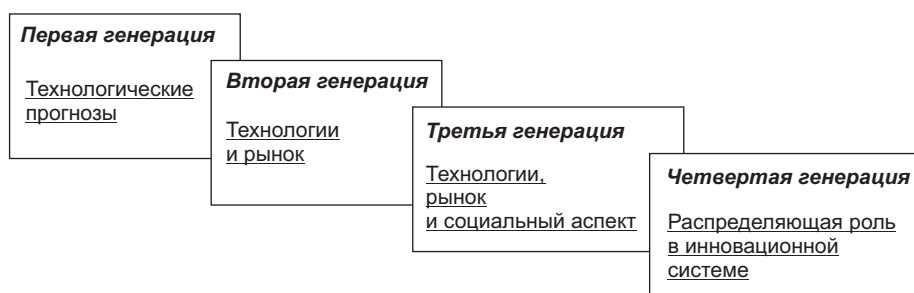 Первая генерация
Технологические
прогнозы
Вторая генерация
Технологии
и рынок
Третья генерация
Технологии,
рынок
и социальный аспект
Четвертая генерация
Распределяющая роль
в инновационной
системе